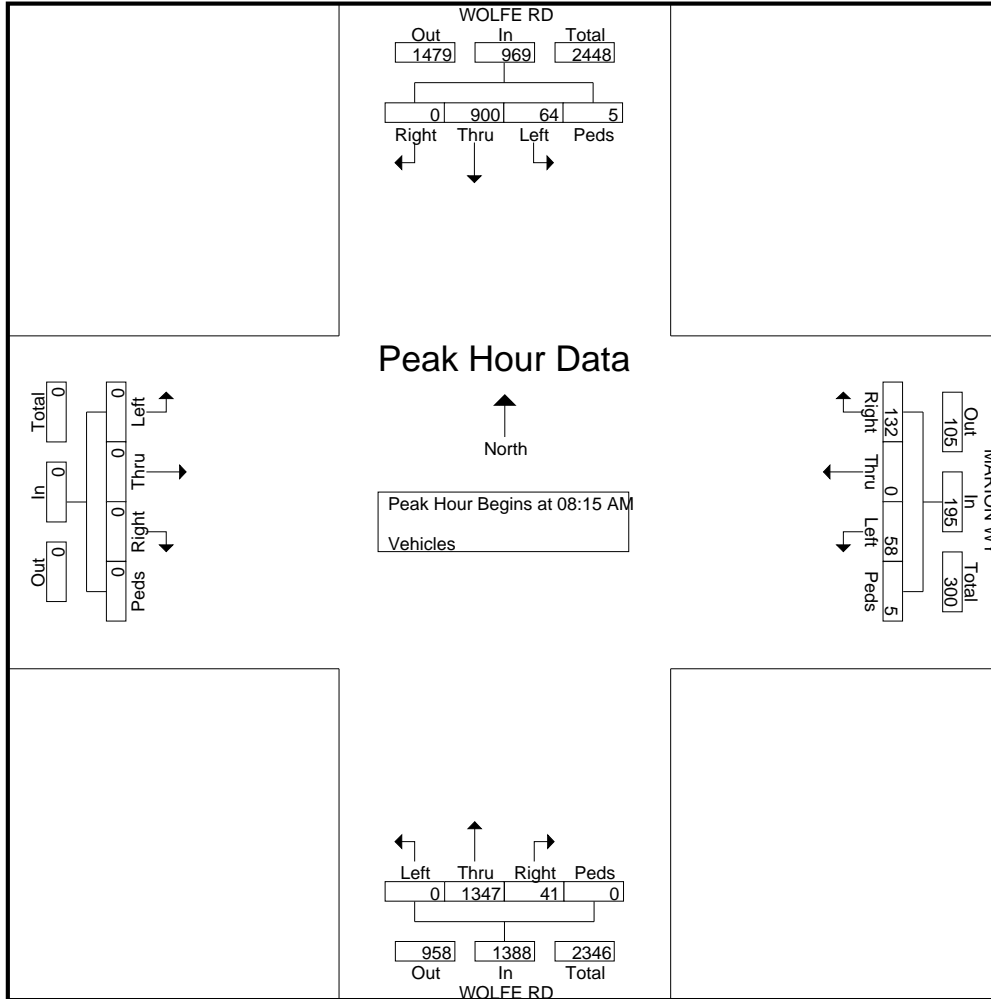 WOLFE RD
Out In Total
1479 969 2448
0 900 64 5
Right Thru Left Peds
Peak Hour Data
North
Peak Hour Begins at 08:15 AM
Vehicles
Total In Out
0 0 0
0 0 0 0
Left Thru Right Peds
MARION WY
Out In Total
105 195 300
132 0 58 5
Right Thru Left Peds
Left Thru Right Peds
0 1347 41 0
958 1388 2346
Out In Total
WOLFE RD